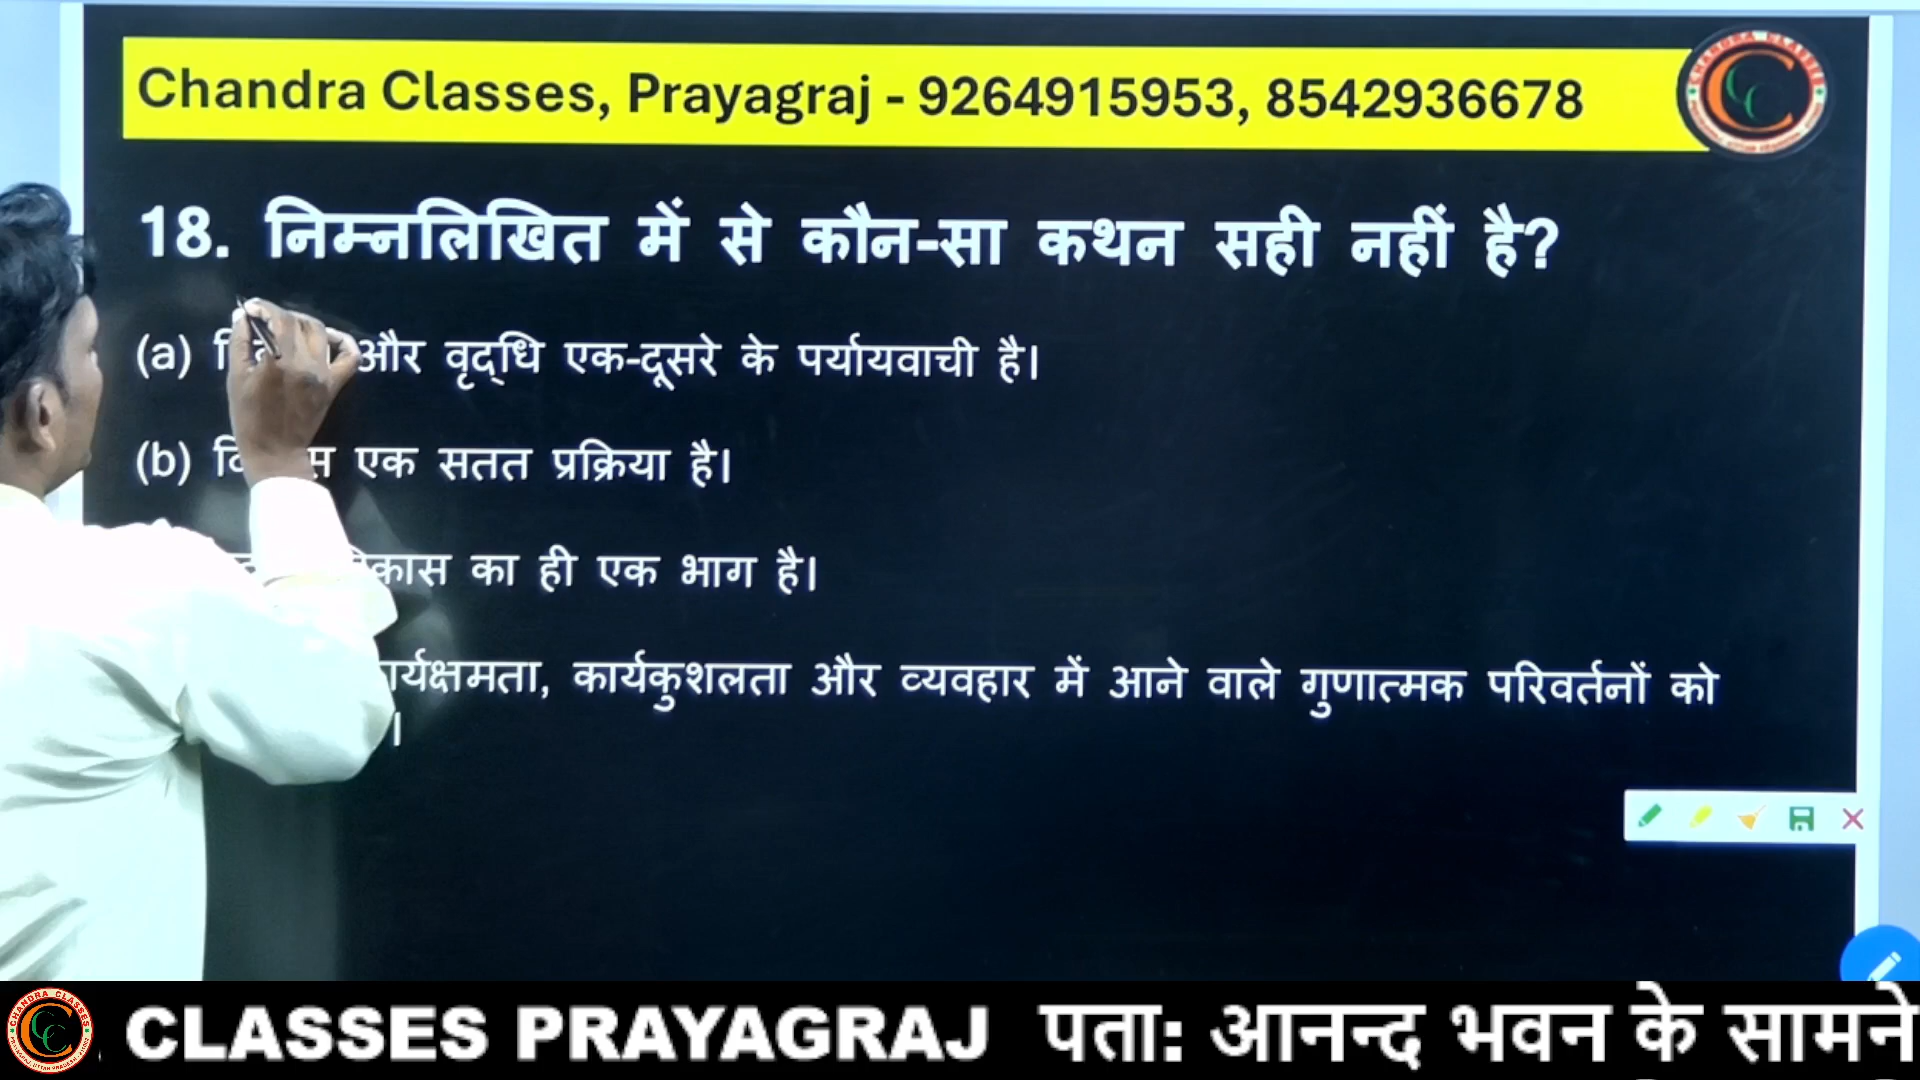 Chandra Classes, Prayagraj - 9264915953, 8542936678
18. निम्नलिखित में से कौन-सा कथन सही नहीं है?
(a) और वृद्धि एक-दूसरे के पर्यायवाची है।
(b) एक सतत प्रक्रिया है।
का ही एक भाग है।
कार्यकुशलता और व्यवहार में आने वाले गुणात्मक परिवर्तनों को
CLASSES PRAYAGRAJ पता: आनन्द भवन के सामने